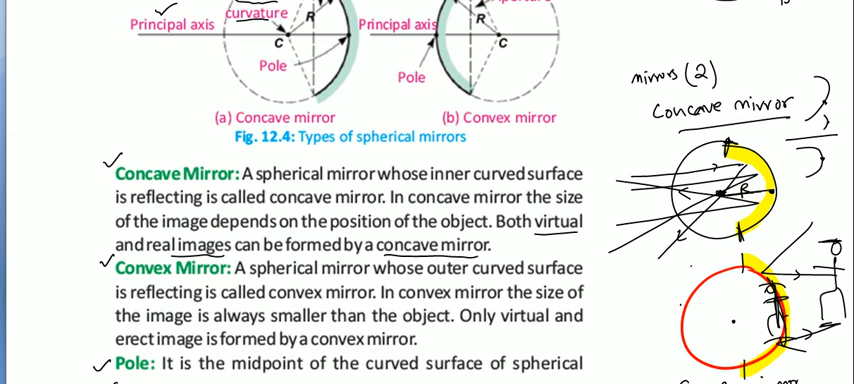 curvature
R
Principal axis
C
Pole
(a) Concave mirror
Principal axis
R
C
Pole
(b) Convex mirror
Fig. 12.4: Types of spherical mirrors
Concave Mirror: A spherical mirror whose inner curved surface
is reflecting is called concave mirror. In concave mirror the size
of the image depends on the position of the object. Both virtual
and real images can be formed by a concave mirror.
Convex Mirror: A spherical mirror whose outer curved surface
is reflecting is called convex mirror. In convex mirror the size of
the image is always smaller than the object. Only virtual and
erect image is formed by a convex mirror.
Pole: It is the midpoint of the curved surface of spherical
mirrors (2)
Concave mirror
R